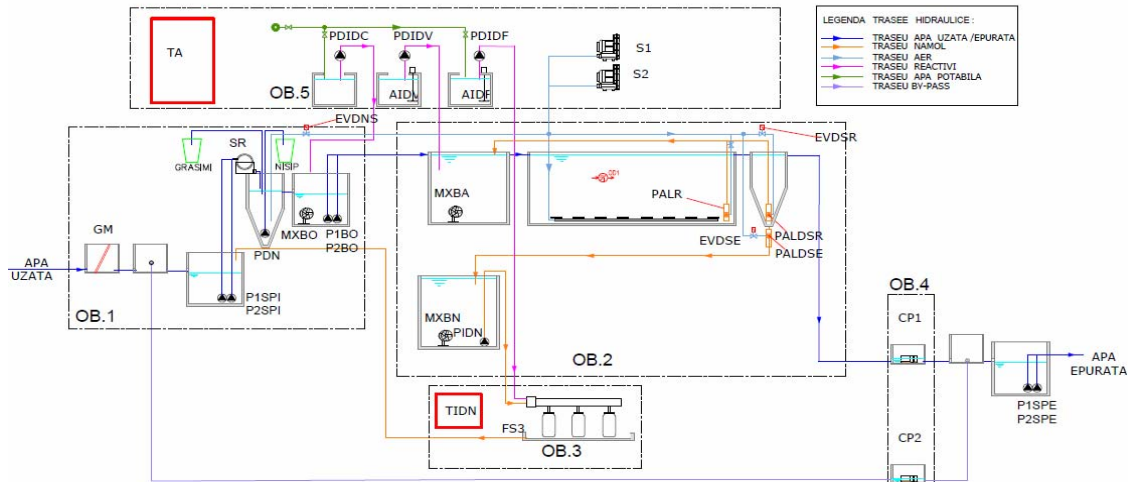 TA
PDIDC
PDIDV
PDIDF
S1
S2
AIDV
AIDF
OB.5
LEGENDA TRASEE HIDRAULICE :
TRASEU APA UZATA /EPURATA
TRASEU NAMOL
TRASEU AER
TRASEU REACTIVI
TRASEU APA POTABILA
TRASEU BY-PASS
EVDNS
EVDSR
SR
GRASIMI
NISIP
GM
MXBO
P1BO
P2BO
PDN
APA
UZATA
P1SPI
P2SPI
OB.1
MXBA
OD1
PALR
PALDSR
EVDSE
PALDSE
MXBN
PIDN
OB.2
OB.4
CP1
APA
EPURATA
P1SPE
P2SPE
CP2
TIDN
FS3
OB.3